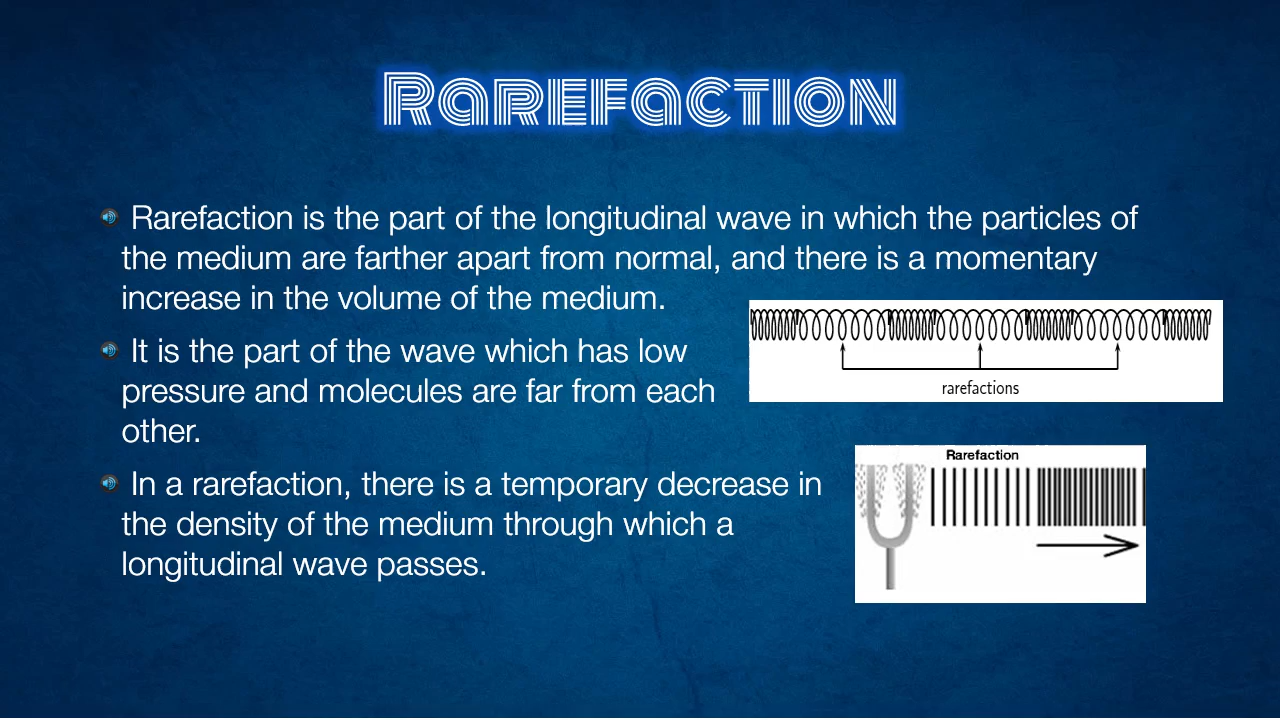 Rarefaction
Rarefaction is the part of the longitudinal wave in which the particles of
the medium are farther apart from normal, and there is a momentary
increase in the volume of the medium.
It is the part of the wave which has low
pressure and molecules are far from each
other.
In a rarefaction, there is a temporary decrease in
the density of the medium through which a
longitudinal wave passes.
rarefactions
Rarefaction